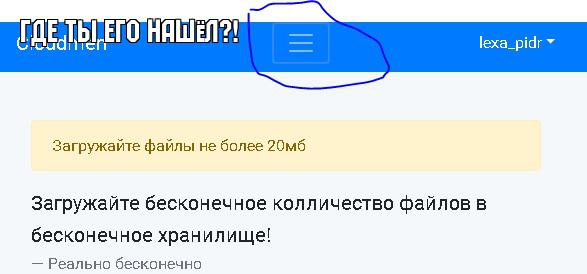 ГДЕ ТЫ ЕГО НАШЁЛ?!
Cloudmen
lexa_pidr
Загружайте файлы не более 20мб
Загружайте бесконечное колличество файлов в
бесконечное хранилище!
— Реально бесконечно